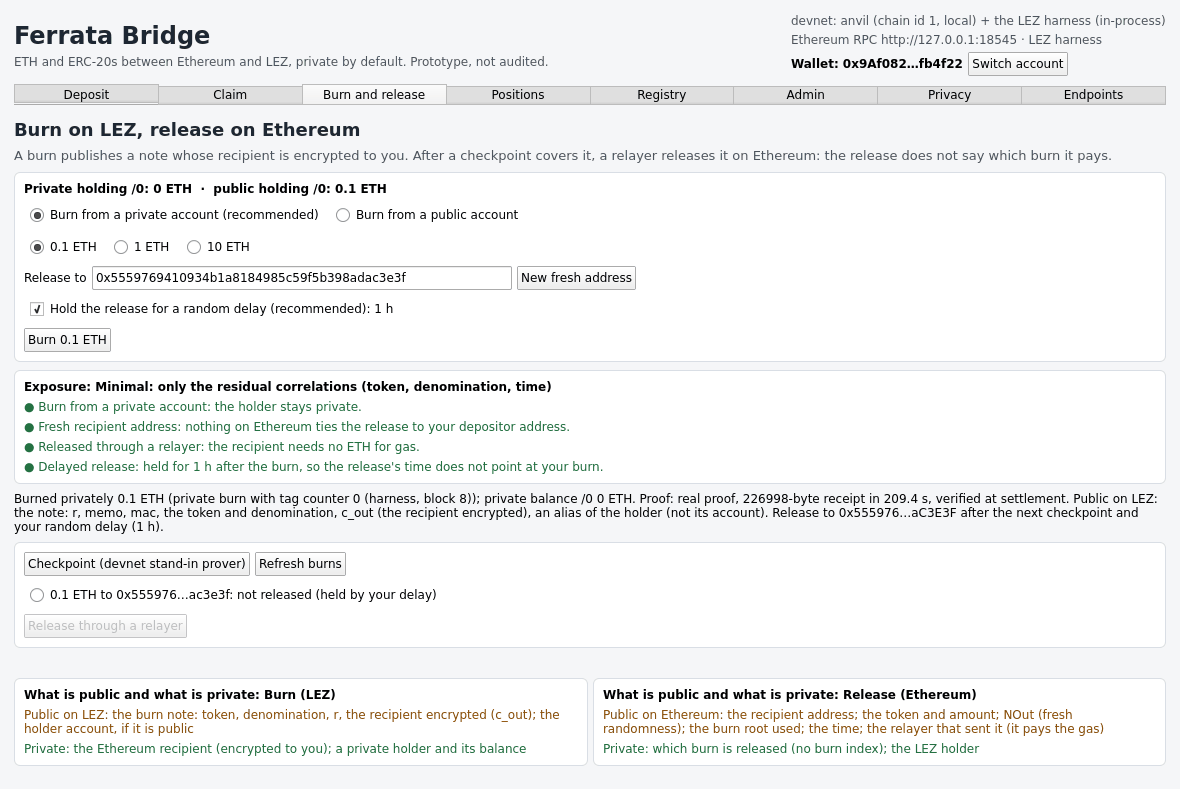 Ferrata Bridge
ETH and ERC-20s between Ethereum and LEZ, private by default. Prototype, not audited.
devnet: anvil (chain id 1, local) + the LEZ harness (in-process)
Ethereum RPC http://127.0.0.1:18545 · LEZ harness
Wallet: 0x9Af082...fb4f22 Switch account
Deposit Claim Burn and release Positions Registry Admin Privacy Endpoints
Burn on LEZ, release on Ethereum
A burn publishes a note whose recipient is encrypted to you. After a checkpoint covers it, a relayer releases it on Ethereum: the release does not say which burn it pays.
Private holding /0: 0 ETH · public holding /0: 0.1 ETH
Burn from a private account (recommended) Burn from a public account
0.1 ETH 1 ETH 10 ETH
Release to 0x5559769410934b1a8184985c59f5b398adac3e3f New fresh address
Hold the release for a random delay (recommended): 1 h
Burn 0.1 ETH
Exposure: Minimal: only the residual correlations (token, denomination, time)
● Burn from a private account: the holder stays private.
● Fresh recipient address: nothing on Ethereum ties the release to your depositor address.
● Released through a relayer: the recipient needs no ETH for gas.
● Delayed release: held for 1 h after the burn, so the release's time does not point at your burn.
Burned privately 0.1 ETH (private burn with tag counter 0 (harness, block 8)); private balance /0 0 ETH. Proof: real proof, 226998-byte receipt in 209.4 s, verified at settlement. Public on LEZ:
the note: r, memo, mac, the token and denomination, c_out (the recipient encrypted), an alias of the holder (not its account). Release to 0x555976...aC3E3F after the next checkpoint and
your random delay (1 h).
Checkpoint (devnet stand-in prover) Refresh burns
0.1 ETH to 0x555976...ac3e3f: not released (held by your delay)
Release through a relayer
What is public and what is private: Burn (LEZ)
Public on LEZ: the burn note: token, denomination, r, the recipient encrypted (c_out); the
holder account, if it is public
Private: the Ethereum recipient (encrypted to you); a private holder and its balance
What is public and what is private: Release (Ethereum)
Public on Ethereum: the recipient address; the token and amount; NOut (fresh
randomness); the burn root used; the time; the relayer that sent it (it pays the gas)
Private: which burn is released (no burn index); the LEZ holder